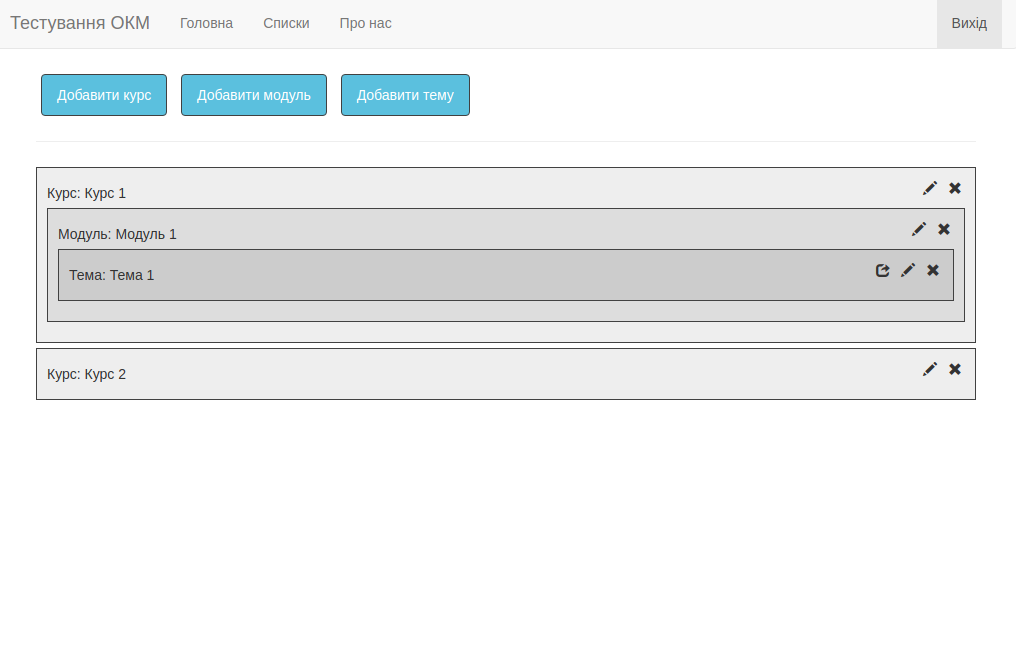 Тестування ОКМ Головна Списки Про нас Вихід
Добавити курс Добавити модуль Добавити тему
Курс: Курс 1
Модуль: Модуль 1
Тема: Тема 1
Курс: Курс 2